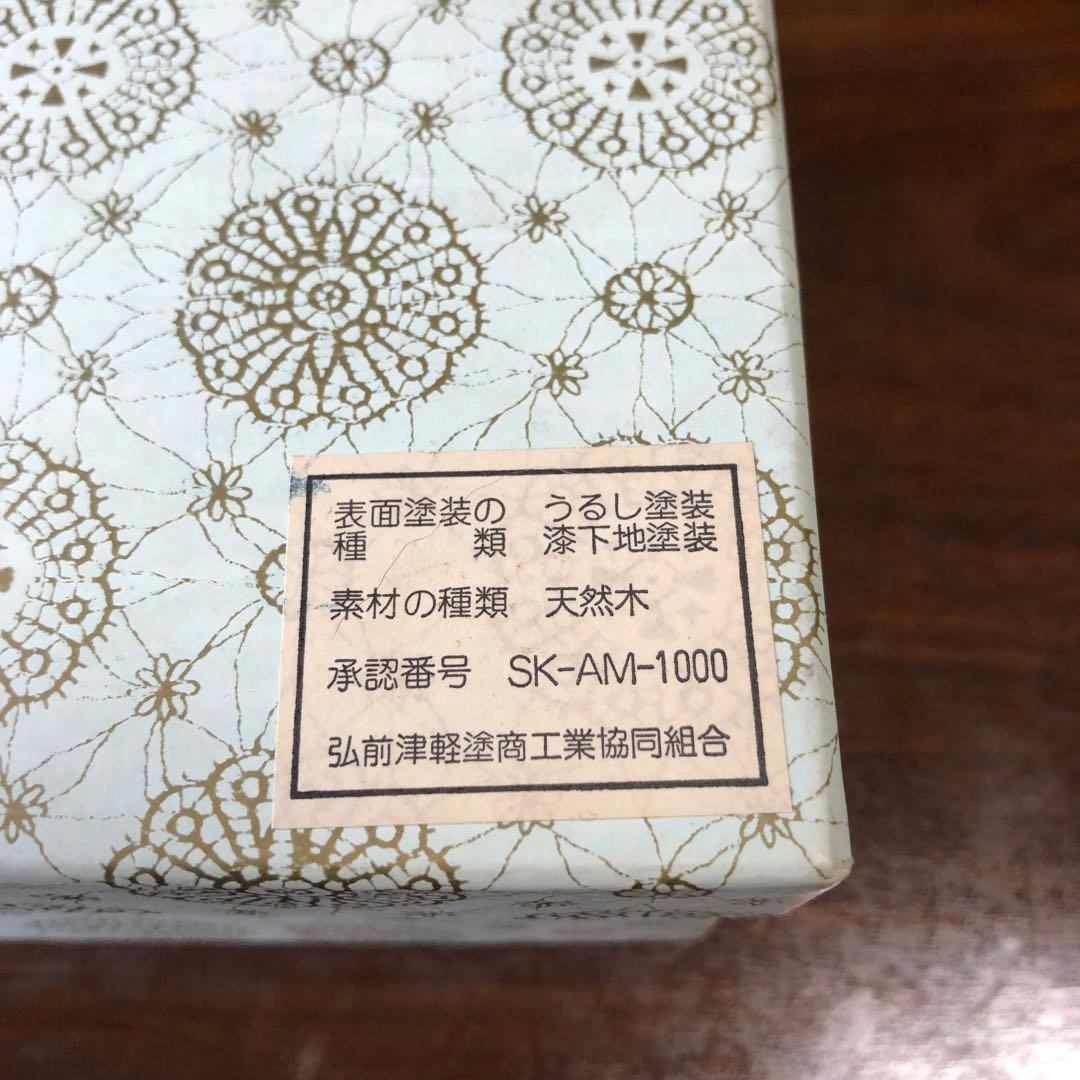 表面塗装の種類 うるし塗装
漆下地塗装
素材の種類 天然木
承認番号 SK-AM-1000
弘前津軽塗商工業協同組合